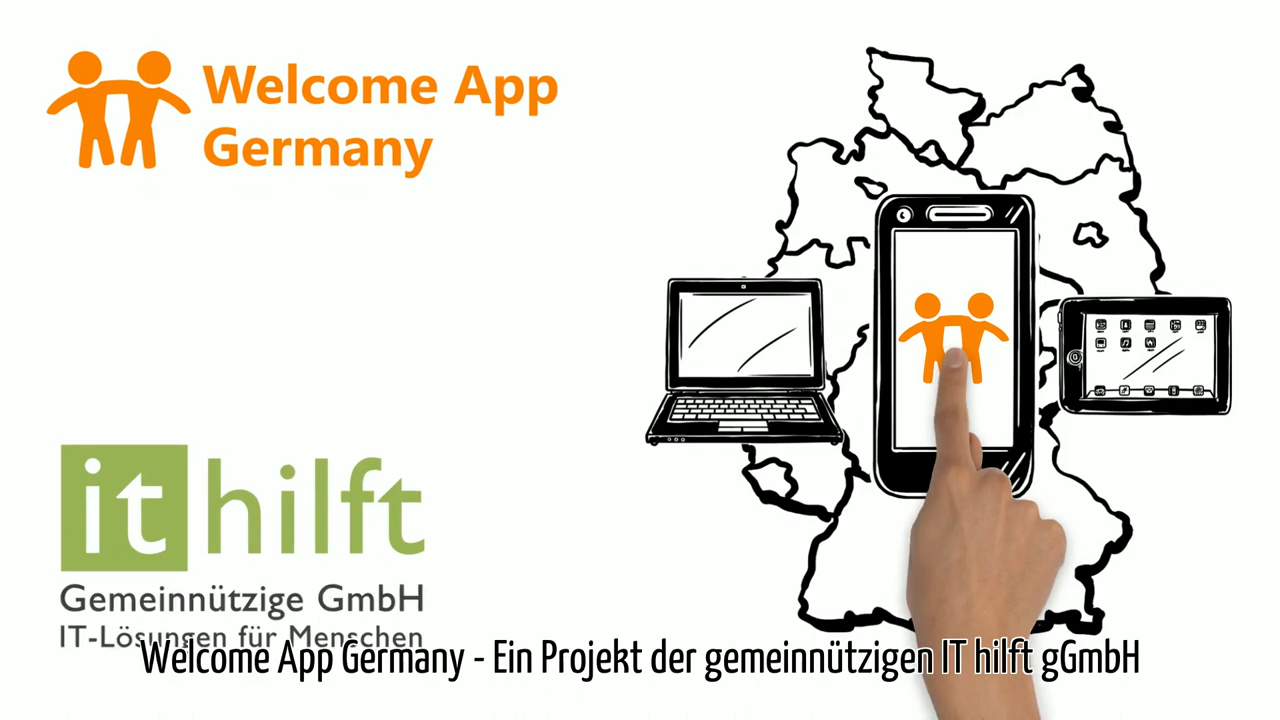 Welcome App
Germany
it hilft
Gemeinnützige GmbH
IT-Lösungen für Menschen
Welcome App Germany - Ein Projekt der gemeinnützigen IT hilft gGmbH